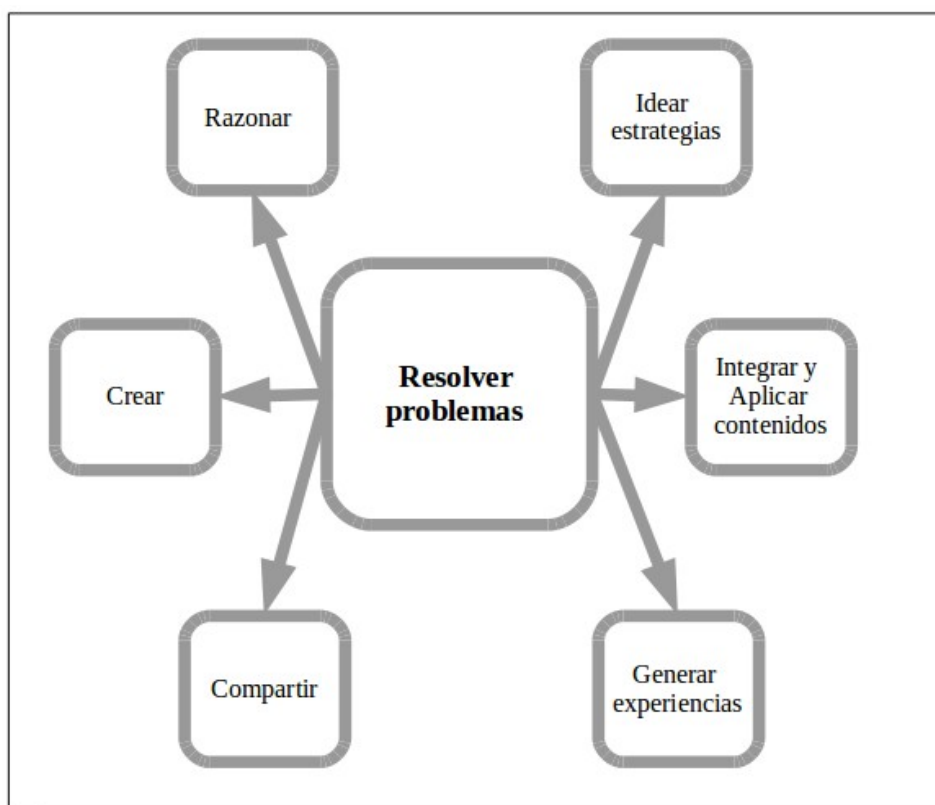 Razonar
Idear
estrategias
Crear
Resolver
problemas
Integrar y
Aplicar
contenidos
Compartir
Generar
experiencias